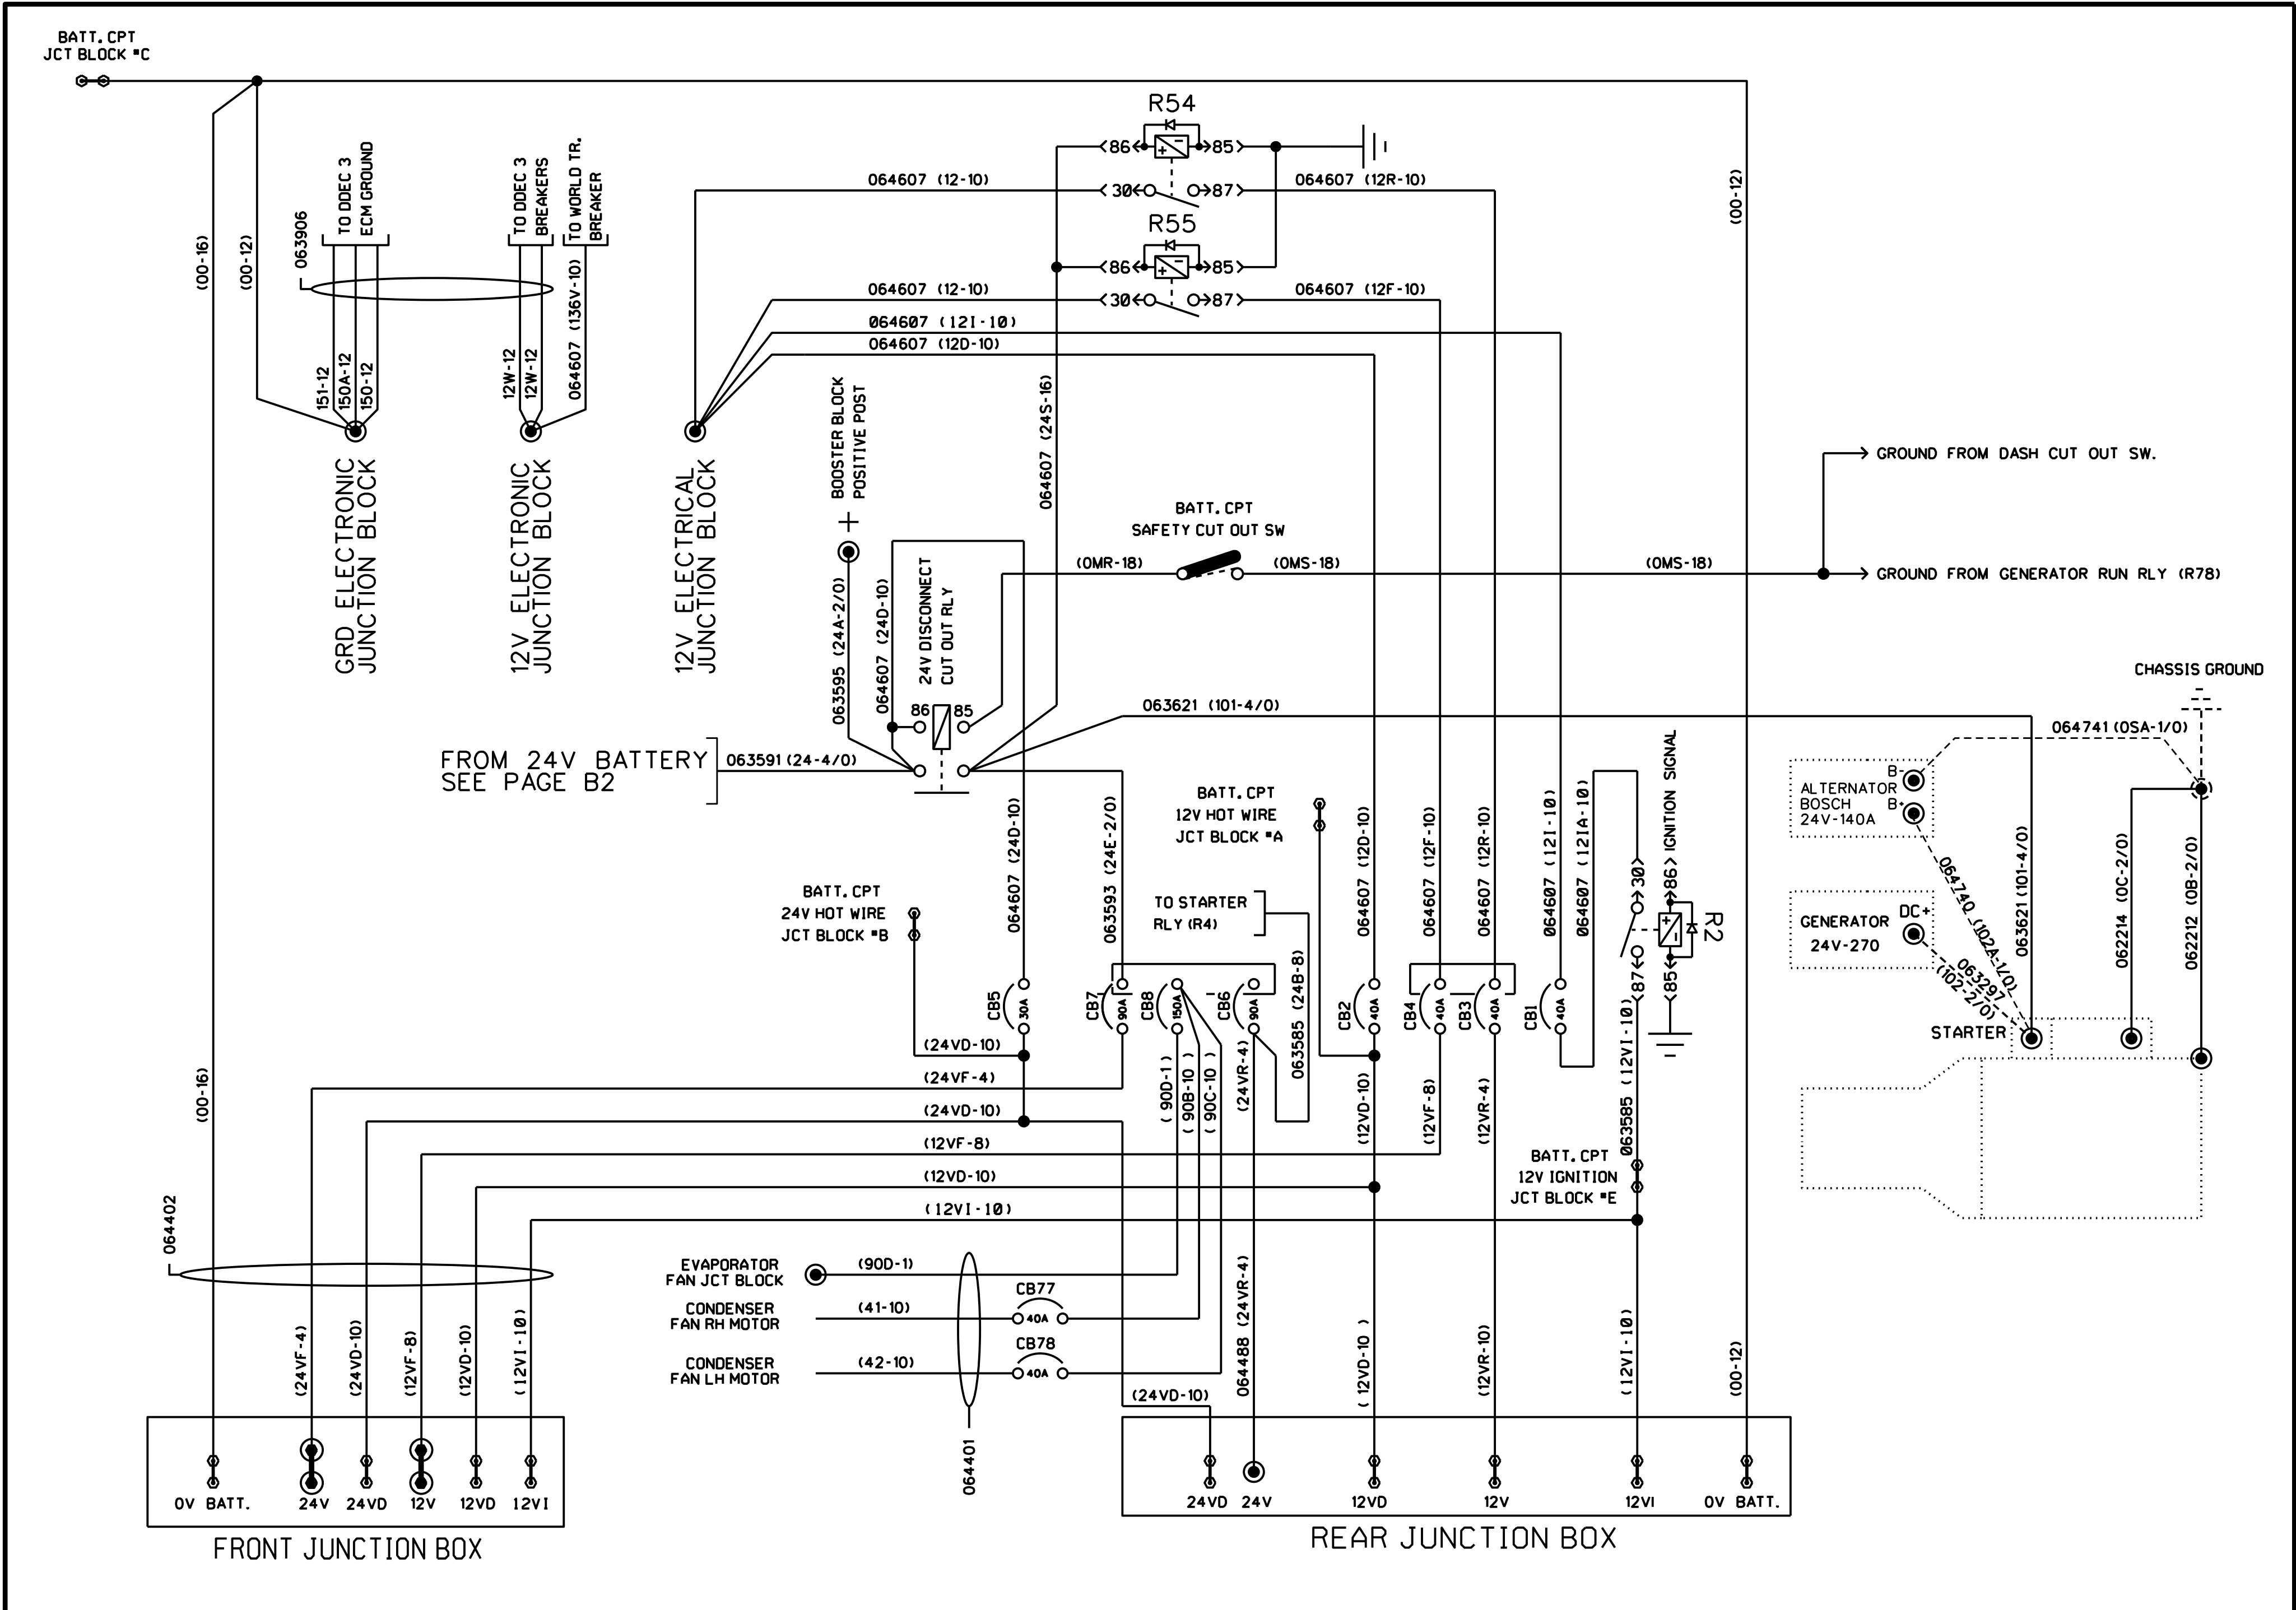 BATT. CPT
JCT BLOCK "C
R54
86
85
30
87
064607 (12-10)
064607 (12R-10)
R55
86
85
30
87
064607 (12-10)
064607 (12F-10)
064607 (12I-10)
064607 (12D-10)
(00-16)
(00-12)
063906
TO DDEC 3
ECM GROUND
TO DDEC 3
BREAKERS
TO WORLD TR.
BREAKER
151-12
150A-12
150-12
12W-12
12W-12
064607 (136V-10)
(00-12)
GRD ELECTRONIC
JUNCTION BLOCK
12V ELECTRONIC
JUNCTION BLOCK
12V ELECTRICAL
JUNCTION BLOCK
BOOSTER BLOCK
POSITIVE POST
+
064607 (24S-16)
063595 (24A-2/0)
064607 (24D-10)
24V DISCONNECT
CUT OUT RLY
86
85
BATT. CPT
SAFETY CUT OUT SW
(0MR-18)
(0MS-18)
(0MS-18)
GROUND FROM DASH CUT OUT SW.
GROUND FROM GENERATOR RUN RLY (R78)
FROM 24V BATTERY
SEE PAGE B2
063591 (24-4/0)
063621 (101-4/0)
CHASSIS GROUND
064741 (0SA-1/0)
ALTERNATOR
BOSCH
24V-140A
B-
B+
GENERATOR
24V-270
DC+
064740 (102A-1/0)
063297
(102-2/0)
063621 (101-4/0)
062214 (0C-2/0)
062212 (0B-2/0)
STARTER
BATT. CPT
12V HOT WIRE
JCT BLOCK "A
BATT. CPT
24V HOT WIRE
JCT BLOCK "B
TO STARTER
RLY (R4)
064607 (24D-10)
063593 (24E-2/0)
063585 (24B-8)
064607 (12D-10)
064607 (12F-10)
064607 (12R-10)
064607 (12I-10)
064607 (12IA-10)
IGNITION SIGNAL
30
86
87
85
R2
CB5
30A
CB7
90A
CB8
150A
CB6
90A
CB2
40A
CB4
40A
CB3
40A
CB1
40A
(24VD-10)
(24VF-4)
(24VD-10)
(12VF-8)
(12VD-10)
(12VI-10)
(90D-1)
(90B-10)
(90C-10)
(24VR-4)
(12VD-10)
(12VF-8)
(12VR-4)
063585 (12VI-10)
BATT. CPT
12V IGNITION
JCT BLOCK "E
(00-16)
064402
EVAPORATOR
FAN JCT BLOCK
(90D-1)
CONDENSER
FAN RH MOTOR
(41-10)
CB77
40A
CONDENSER
FAN LH MOTOR
(42-10)
CB78
40A
064401
(24VF-4)
(24VD-10)
(12VF-8)
(12VD-10)
(12VI-10)
(24VD-10)
064488 (24VR-4)
(12VD-10)
(12VR-10)
(12VI-10)
(00-12)
0V BATT.
24V
24VD
12V
12VD
12VI
FRONT JUNCTION BOX
24VD
24V
12VD
12V
12VI
0V BATT.
REAR JUNCTION BOX